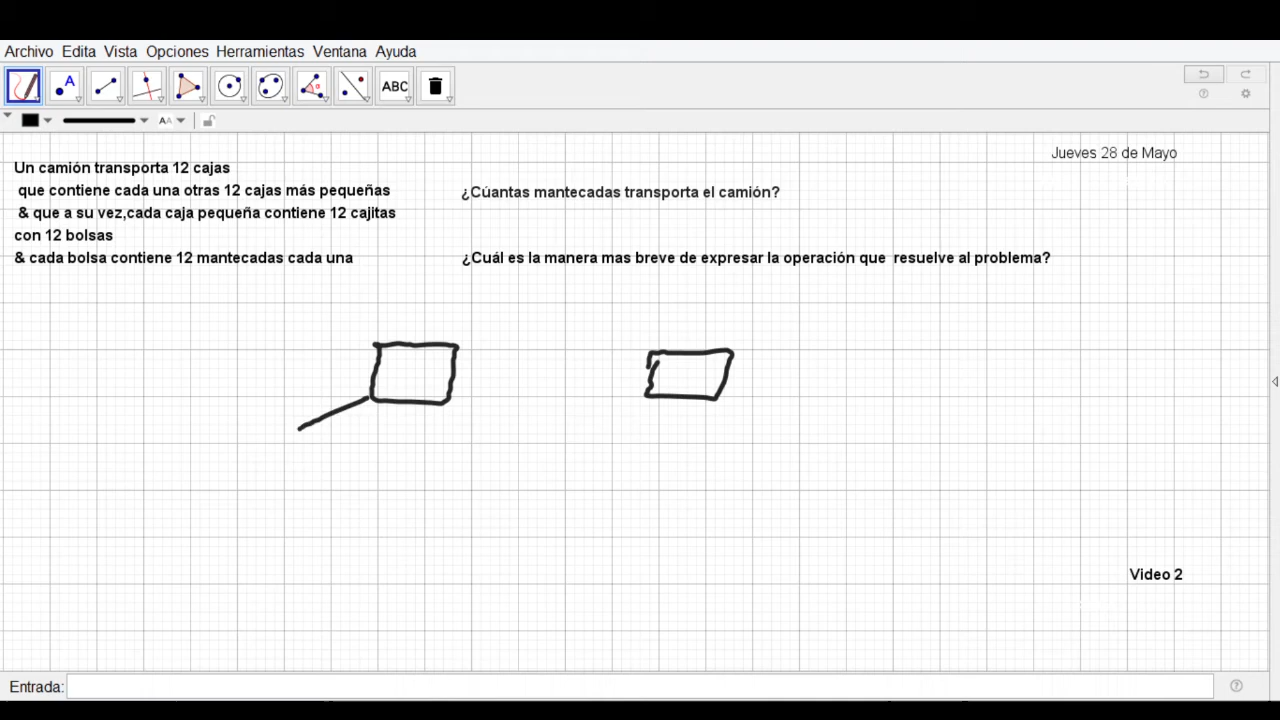 Archivo Edita Vista Opciones Herramientas Ventana Ayuda
A
ABC
AA
Jueves 28 de Mayo
Un camión transporta 12 cajas
que contiene cada una otras 12 cajas más pequeñas
& que a su vez,cada caja pequeña contiene 12 cajitas
con 12 bolsas
& cada bolsa contiene 12 mantecadas cada una
¿Cúantas mantecadas transporta el camión?
¿Cuál es la manera mas breve de expresar la operación que resuelve al problema?
Video 2
Entrada: